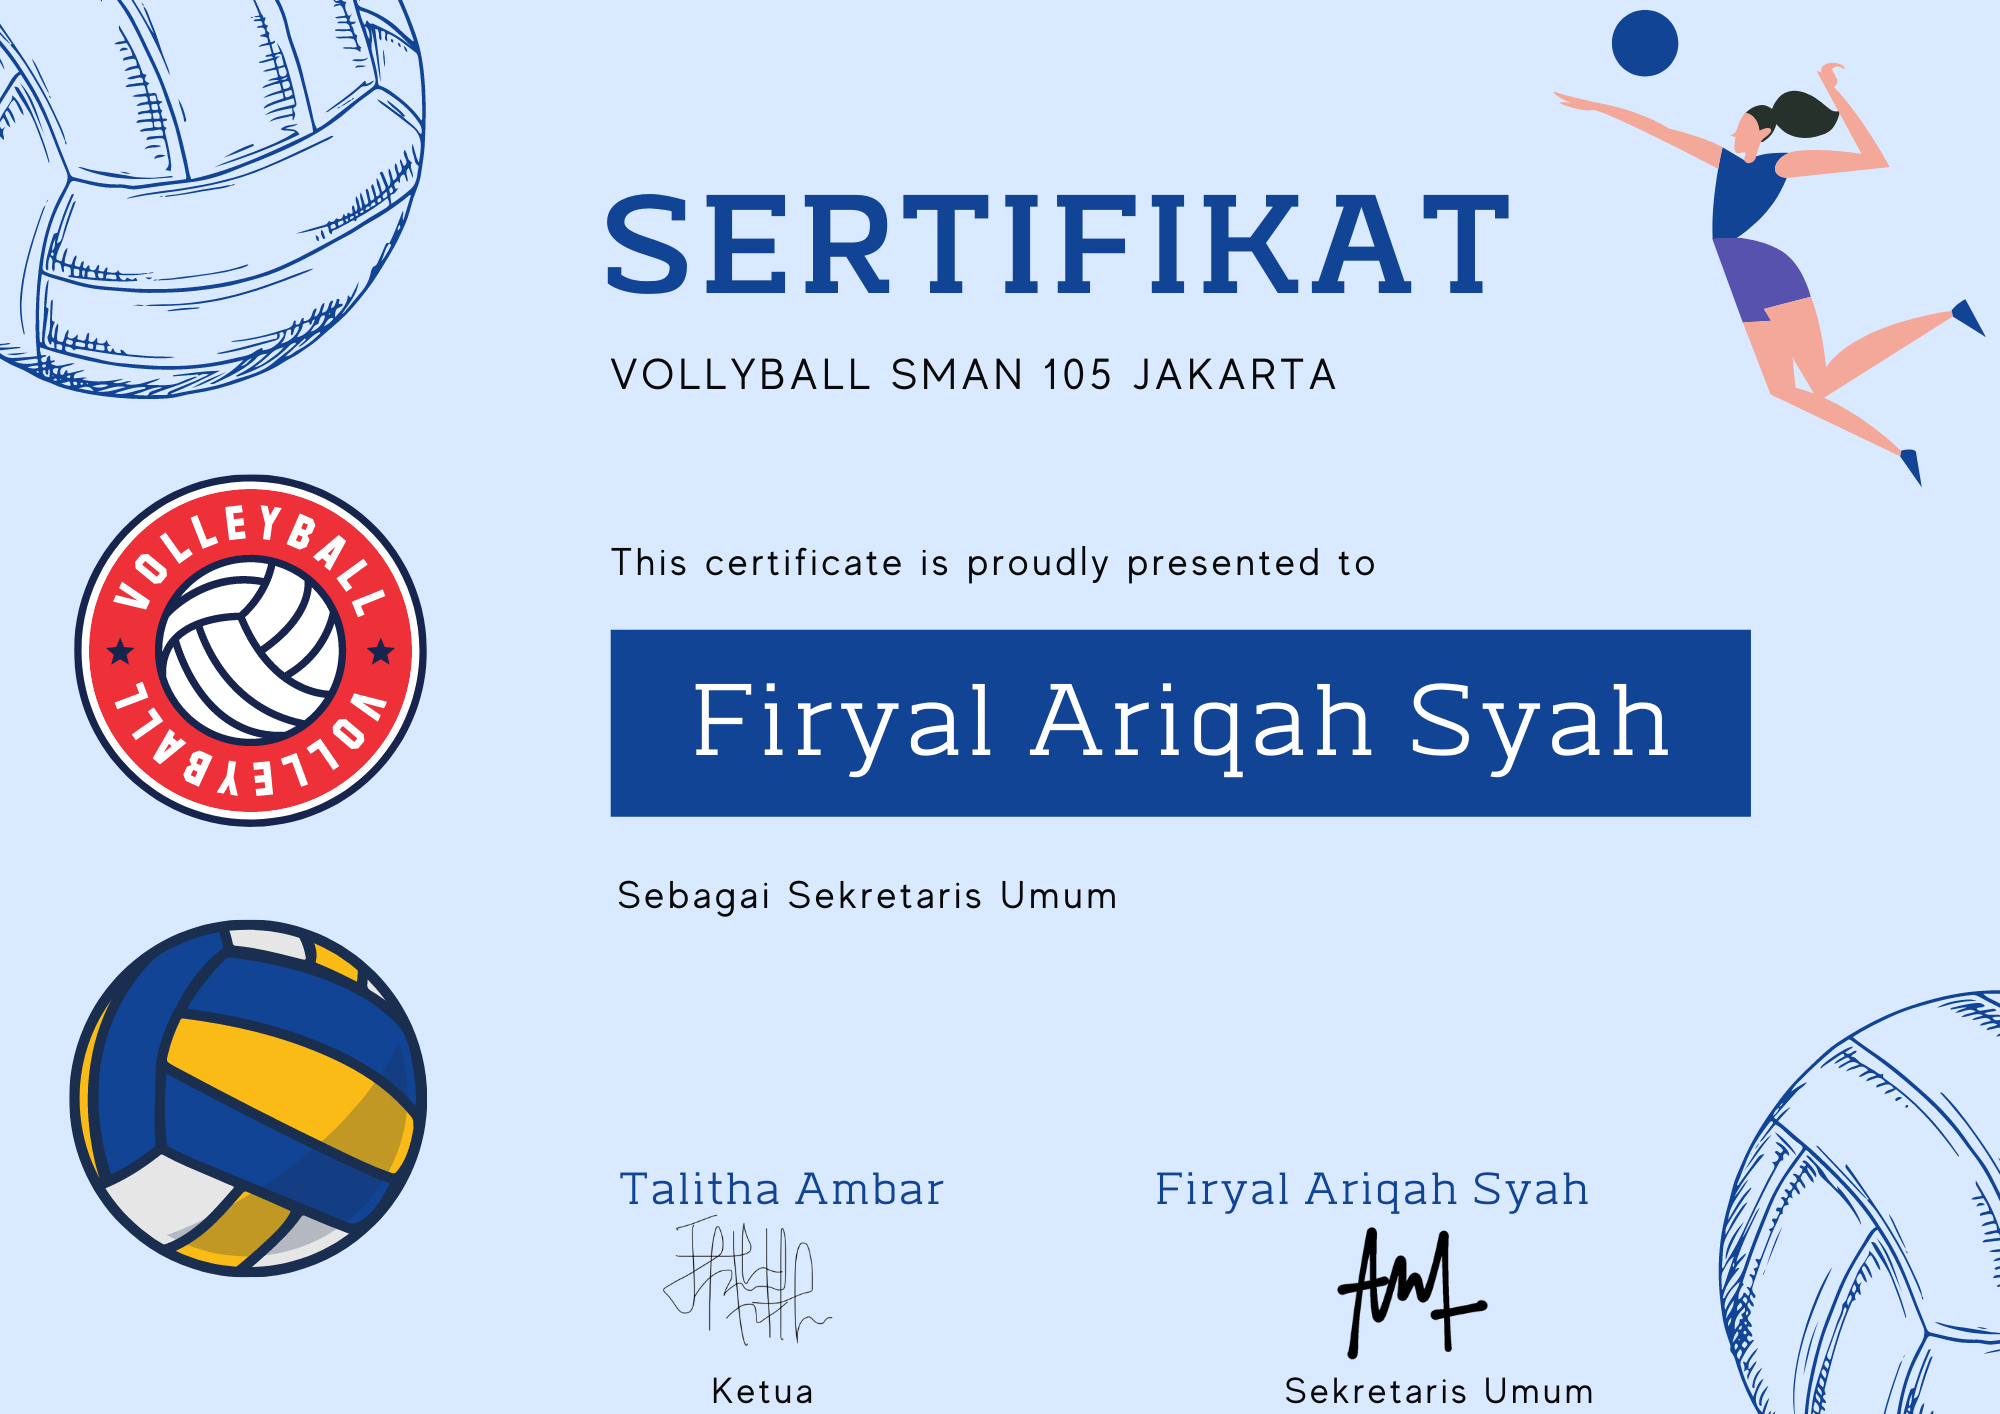 SERTIFIKAT
VOLLYBALL SMAN 105 JAKARTA
VOLLEYBALL
VOLLEYBALL
This certificate is proudly presented to
Firyal Ariqah Syah
Sebagai Sekretaris Umum
Talitha Ambar
Firyal Ariqah Syah
Ketua
Sekretaris Umum